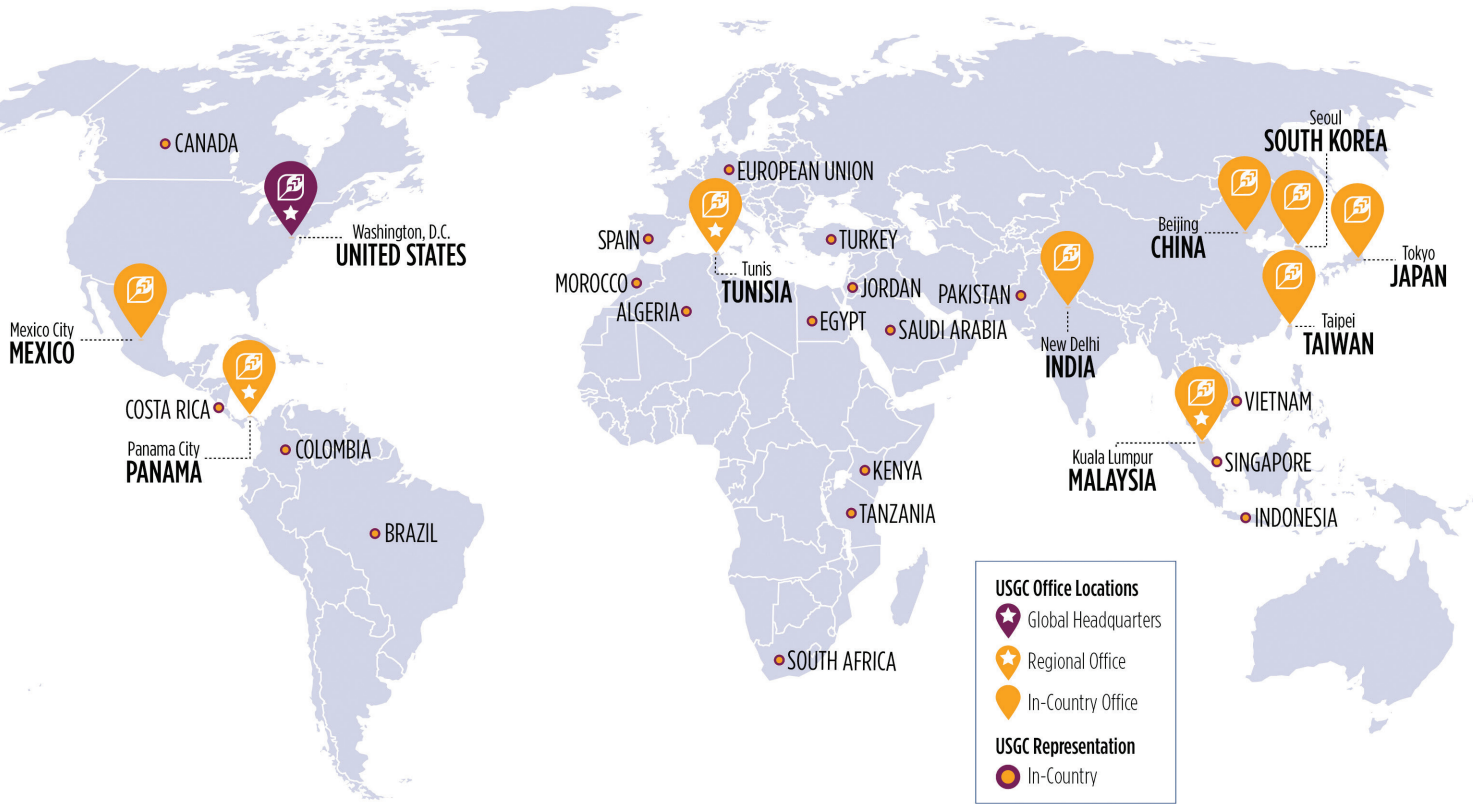 CANADA
Washington, D.C.
UNITED STATES
Mexico City
MEXICO
COSTA RICA
Panama City
PANAMA
COLOMBIA
BRAZIL
EUROPEAN UNION
SPAIN
TURKEY
MOROCCO
Tunis
TUNISIA
ALGERIA
JORDAN
EGYPT
SAUDI ARABIA
PAKISTAN
New Delhi
INDIA
KENYA
TANZANIA
SOUTH AFRICA
Seoul
SOUTH KOREA
Beijing
CHINA
Tokyo
JAPAN
Taipei
TAIWAN
VIETNAM
Kuala Lumpur
MALAYSIA
SINGAPORE
INDONESIA
USGC Office Locations
Global Headquarters
Regional Office
In-Country Office
USGC Representation
In-Country